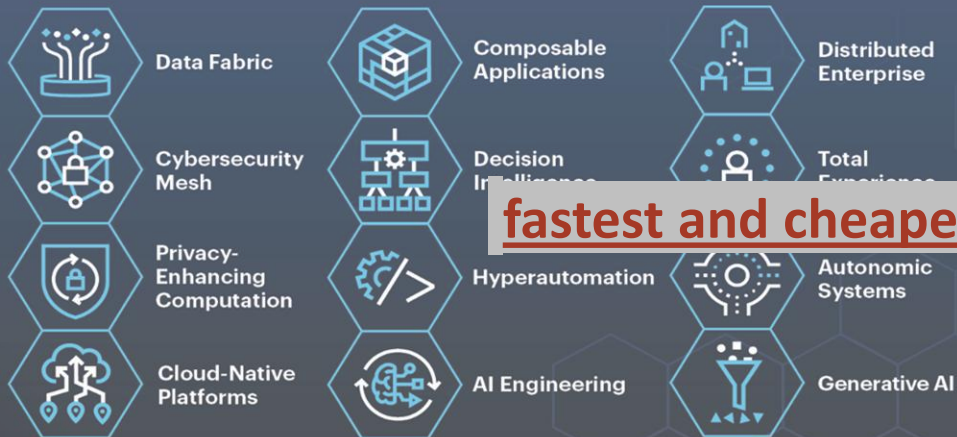 Data Fabric
Cybersecurity
Mesh
Privacy-
Enhancing
Computation
Cloud-Native
Platforms
Composable
Applications
Decision
Hyperautomation
AI Engineering
Distributed
Enterprise
Total
Autonomic
Systems
Generative AI
fastest and cheape